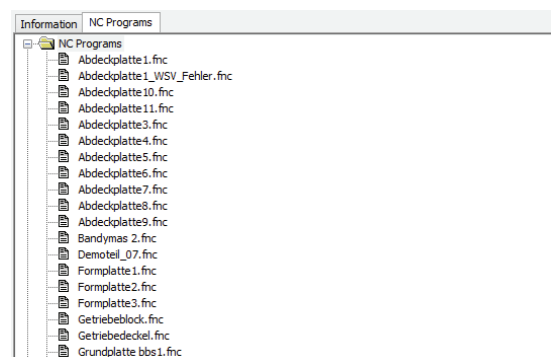 Information NC Programs
NC Programs
Abdeckplatte1.fnc
Abdeckplatte1_WSV_Fehler.fnc
Abdeckplatte10.fnc
Abdeckplatte11.fnc
Abdeckplatte3.fnc
Abdeckplatte4.fnc
Abdeckplatte5.fnc
Abdeckplatte6.fnc
Abdeckplatte7.fnc
Abdeckplatte8.fnc
Abdeckplatte9.fnc
Bandymas 2.fnc
Demoteil_07.fnc
Formplatte1.fnc
Formplatte2.fnc
Formplatte3.fnc
Getriebeblock.fnc
Getriebedeckel.fnc
Grundplatte bbs1.fnc